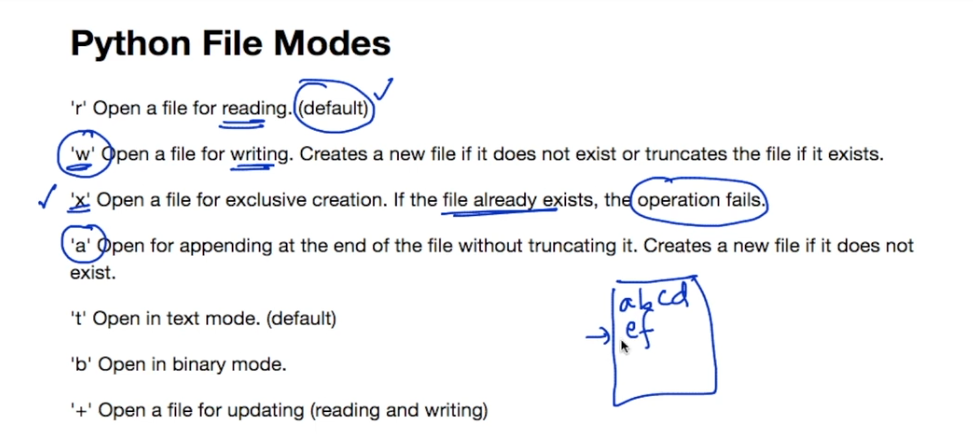 Python File Modes
'r' Open a file for reading. (default)
'w' Open a file for writing. Creates a new file if it does not exist or truncates the file if it exists.
'x' Open a file for exclusive creation. If the file already exists, the operation fails.
'a' Open for appending at the end of the file without truncating it. Creates a new file if it does not
exist.
abcd
ef
't' Open in text mode. (default)
'b' Open in binary mode.
'+' Open a file for updating (reading and writing)